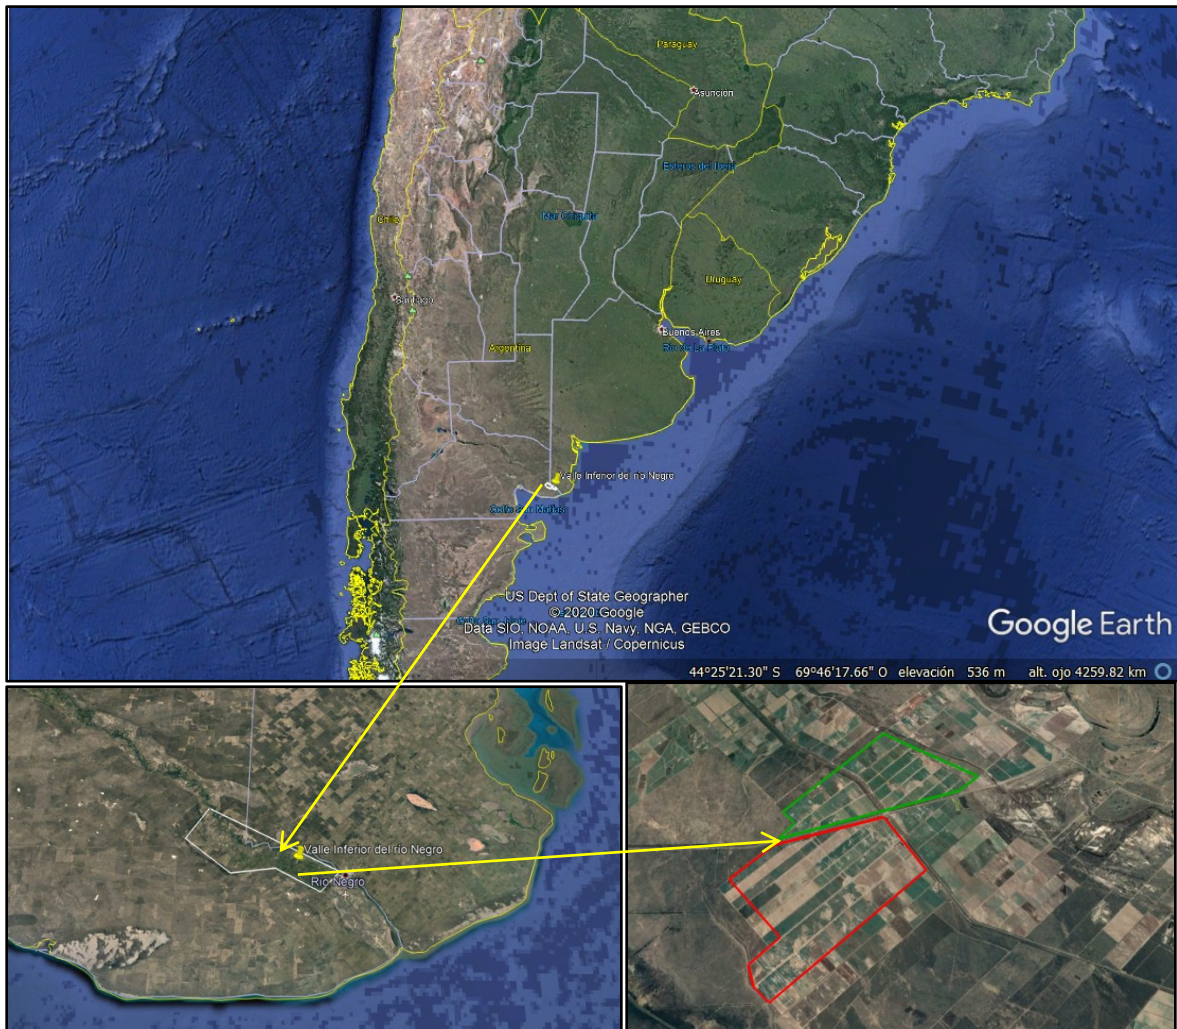 Paraguay
Asunción
Esteros del Iberá
Mar Chiquita
Chile
Uruguay
Santiago
Buenos Aires
Río de La Plata
Argentina
Valle Inferior del río Negro
Golfo San Matías
US Dept of State Geographer
© 2020 Google
Data SIO, NOAA, U.S. Navy, NGA, GEBCO
Image Landsat / Copernicus
Google Earth
44°25'21.30" S 69°46'17.66" O elevación 536 m alt. ojo 4259.82 km
Valle Inferior del río Negro
Río Negro